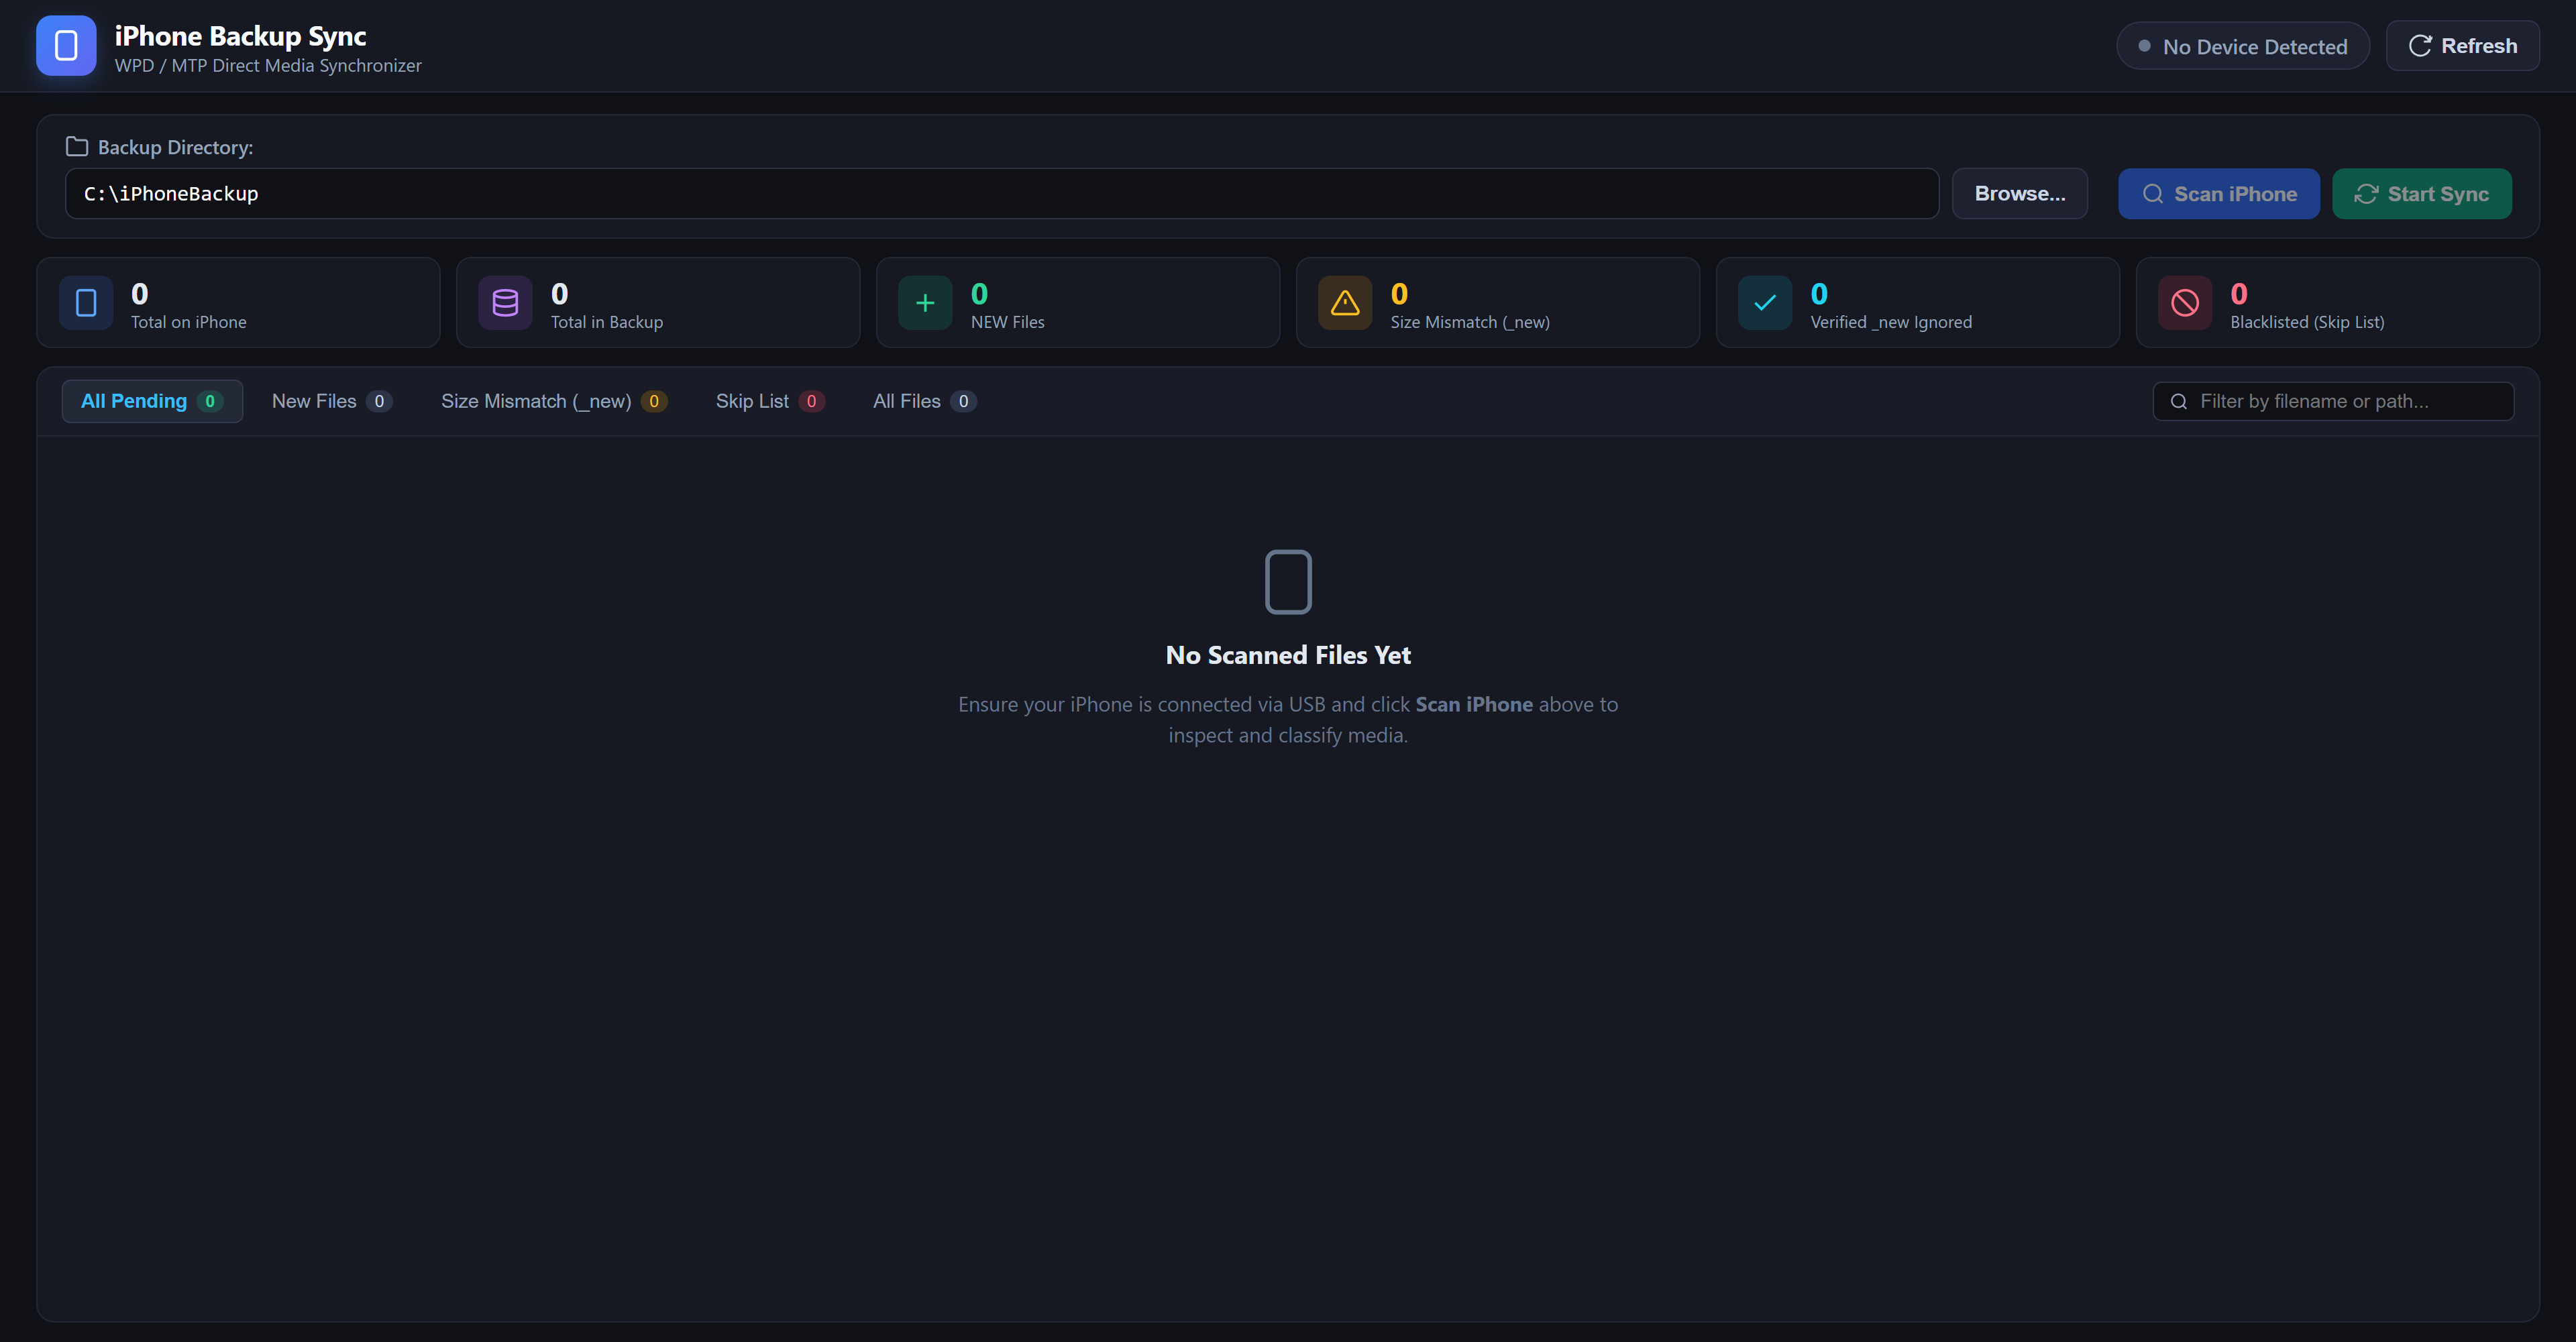 iPhone Backup Sync
WPD / MTP Direct Media Synchronizer
No Device Detected
Refresh
Backup Directory:
C:\iPhoneBackup
Browse...
Scan iPhone
Start Sync
0
Total on iPhone
0
Total in Backup
0
NEW Files
0
Size Mismatch (_new)
0
Verified _new Ignored
0
Blacklisted (Skip List)
All Pending 0
New Files 0
Size Mismatch (_new) 0
Skip List 0
All Files 0
Filter by filename or path...
No Scanned Files Yet
Ensure your iPhone is connected via USB and click Scan iPhone above to
inspect and classify media.